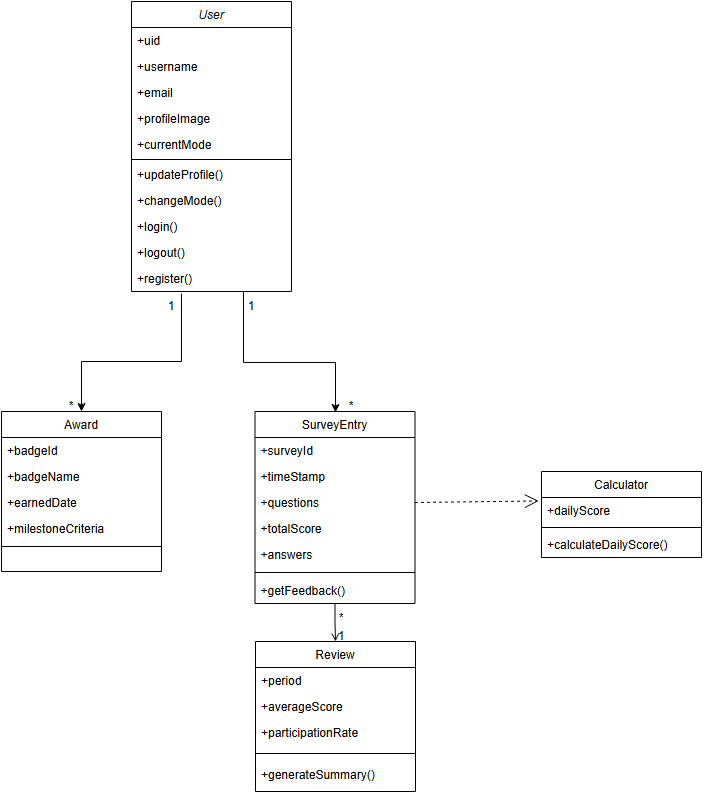 User
+uid
+username
+email
+profileImage
+currentMode
+updateProfile()
+changeMode()
+login()
+logout()
+register()
1
1
*
*
Award
+badgeId
+badgeName
+earnedDate
+milestoneCriteria
SurveyEntry
+surveyId
+timeStamp
+questions
+totalScore
+answers
+getFeedback()
Calculator
+dailyScore
+calculateDailyScore()
*
1
Review
+period
+averageScore
+participationRate
+generateSummary()